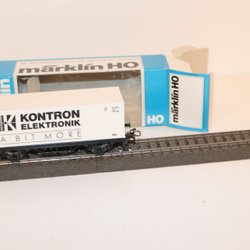 märklin HO
märklin HO
HO
KONTRON
ELEKTRONIK
A BIT MORE